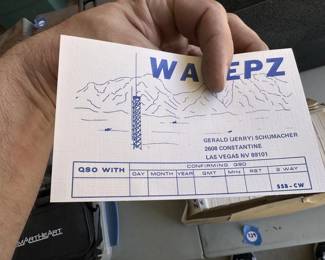 WA EPZ
GERALD (JERRY) SCHUMACHER
2608 CONSTANTINE
LAS VEGAS NV 89101
CONFIRMING QSO
QSO WITH DAY MONTH YEAR GMT MHz RST 2 WAY
SSB - CW
SMARTHEART